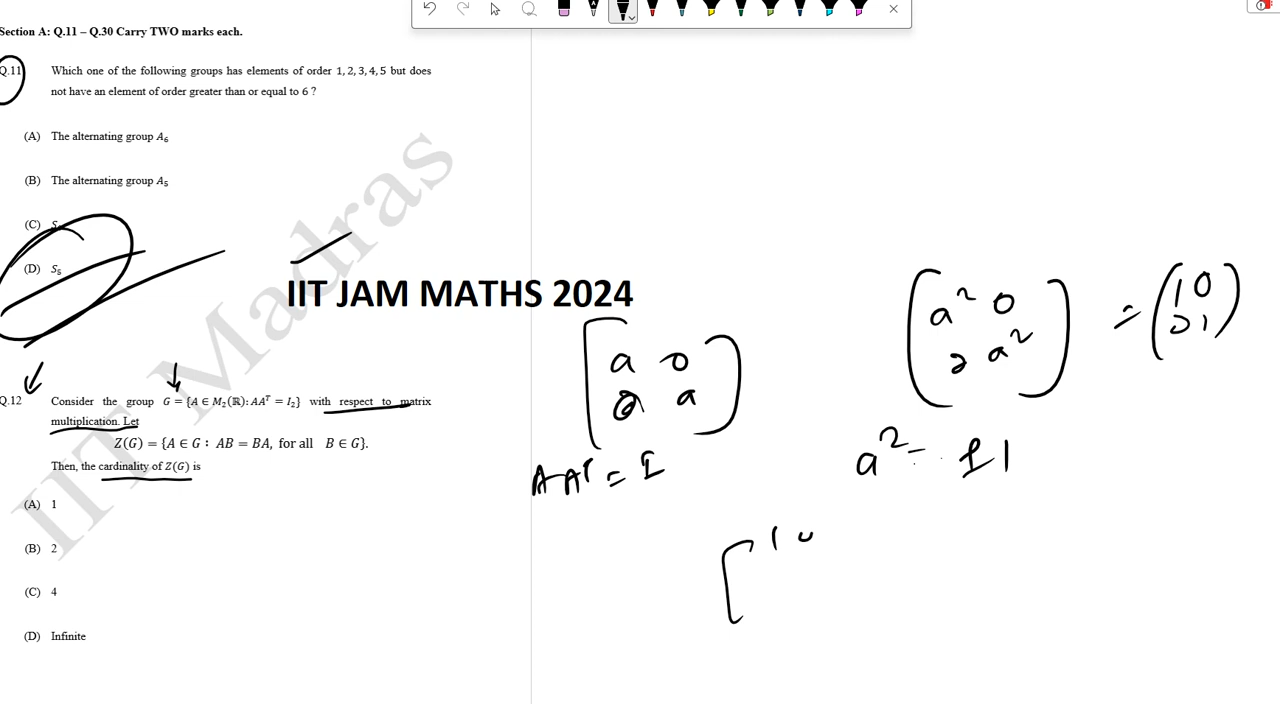 Section A: Q.11 – Q.30 Carry TWO marks each.
Q.11 Which one of the following groups has elements of order 1, 2, 3, 4, 5 but does
not have an element of order greater than or equal to 6 ?
(A) The alternating group A₆
(B) The alternating group A₅
(C) S
(D) S₅
IIT Madras
IIT JAM MATHS 2024
Q.12 Consider the group G = {A ∈ M₂(ℝ): AAᵀ = I₂} with respect to matrix
multiplication. Let
Z(G) = {A ∈ G : AB = BA, for all B ∈ G}.
Then, the cardinality of Z(G) is
(A) 1
(B) 2
(C) 4
(D) Infinite
a 0
a
AAᵀ = I
a² 0
a²
= 1 0
0 1
a² =
1 0